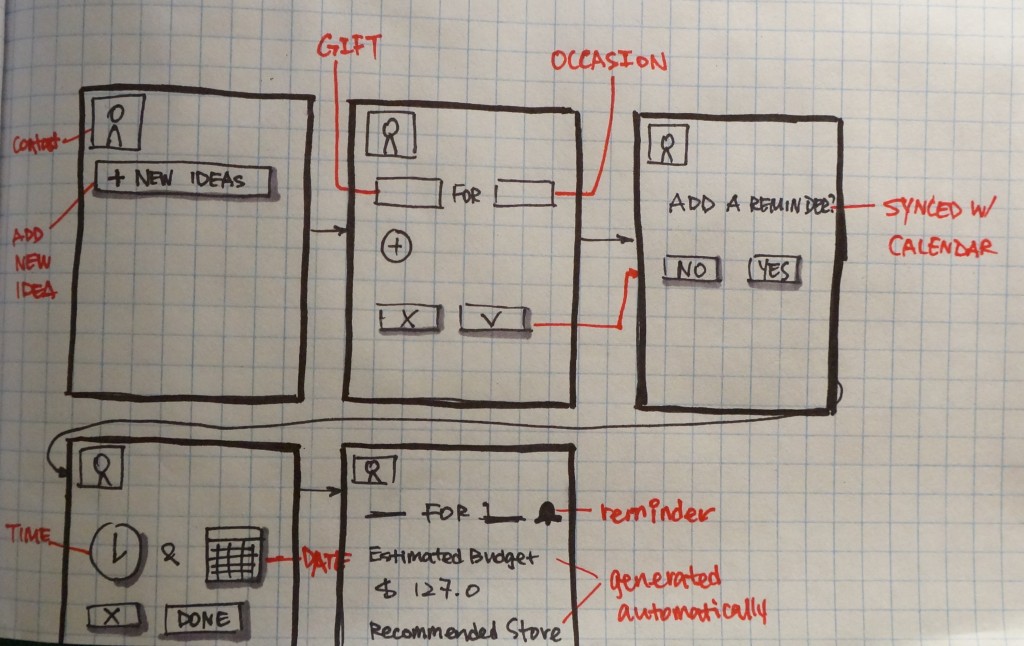 GIFT
OCCASION
Contact
+ NEW IDEAS
ADD
NEW
IDEA
FOR
+
X
V
ADD A REMINDER?
NO
YES
SYNCED W/
CALENDAR
TIME
&
DATE
X
DONE
FOR
reminder
Estimated Budget
$ 127.0
Recommended Store
generated
automatically